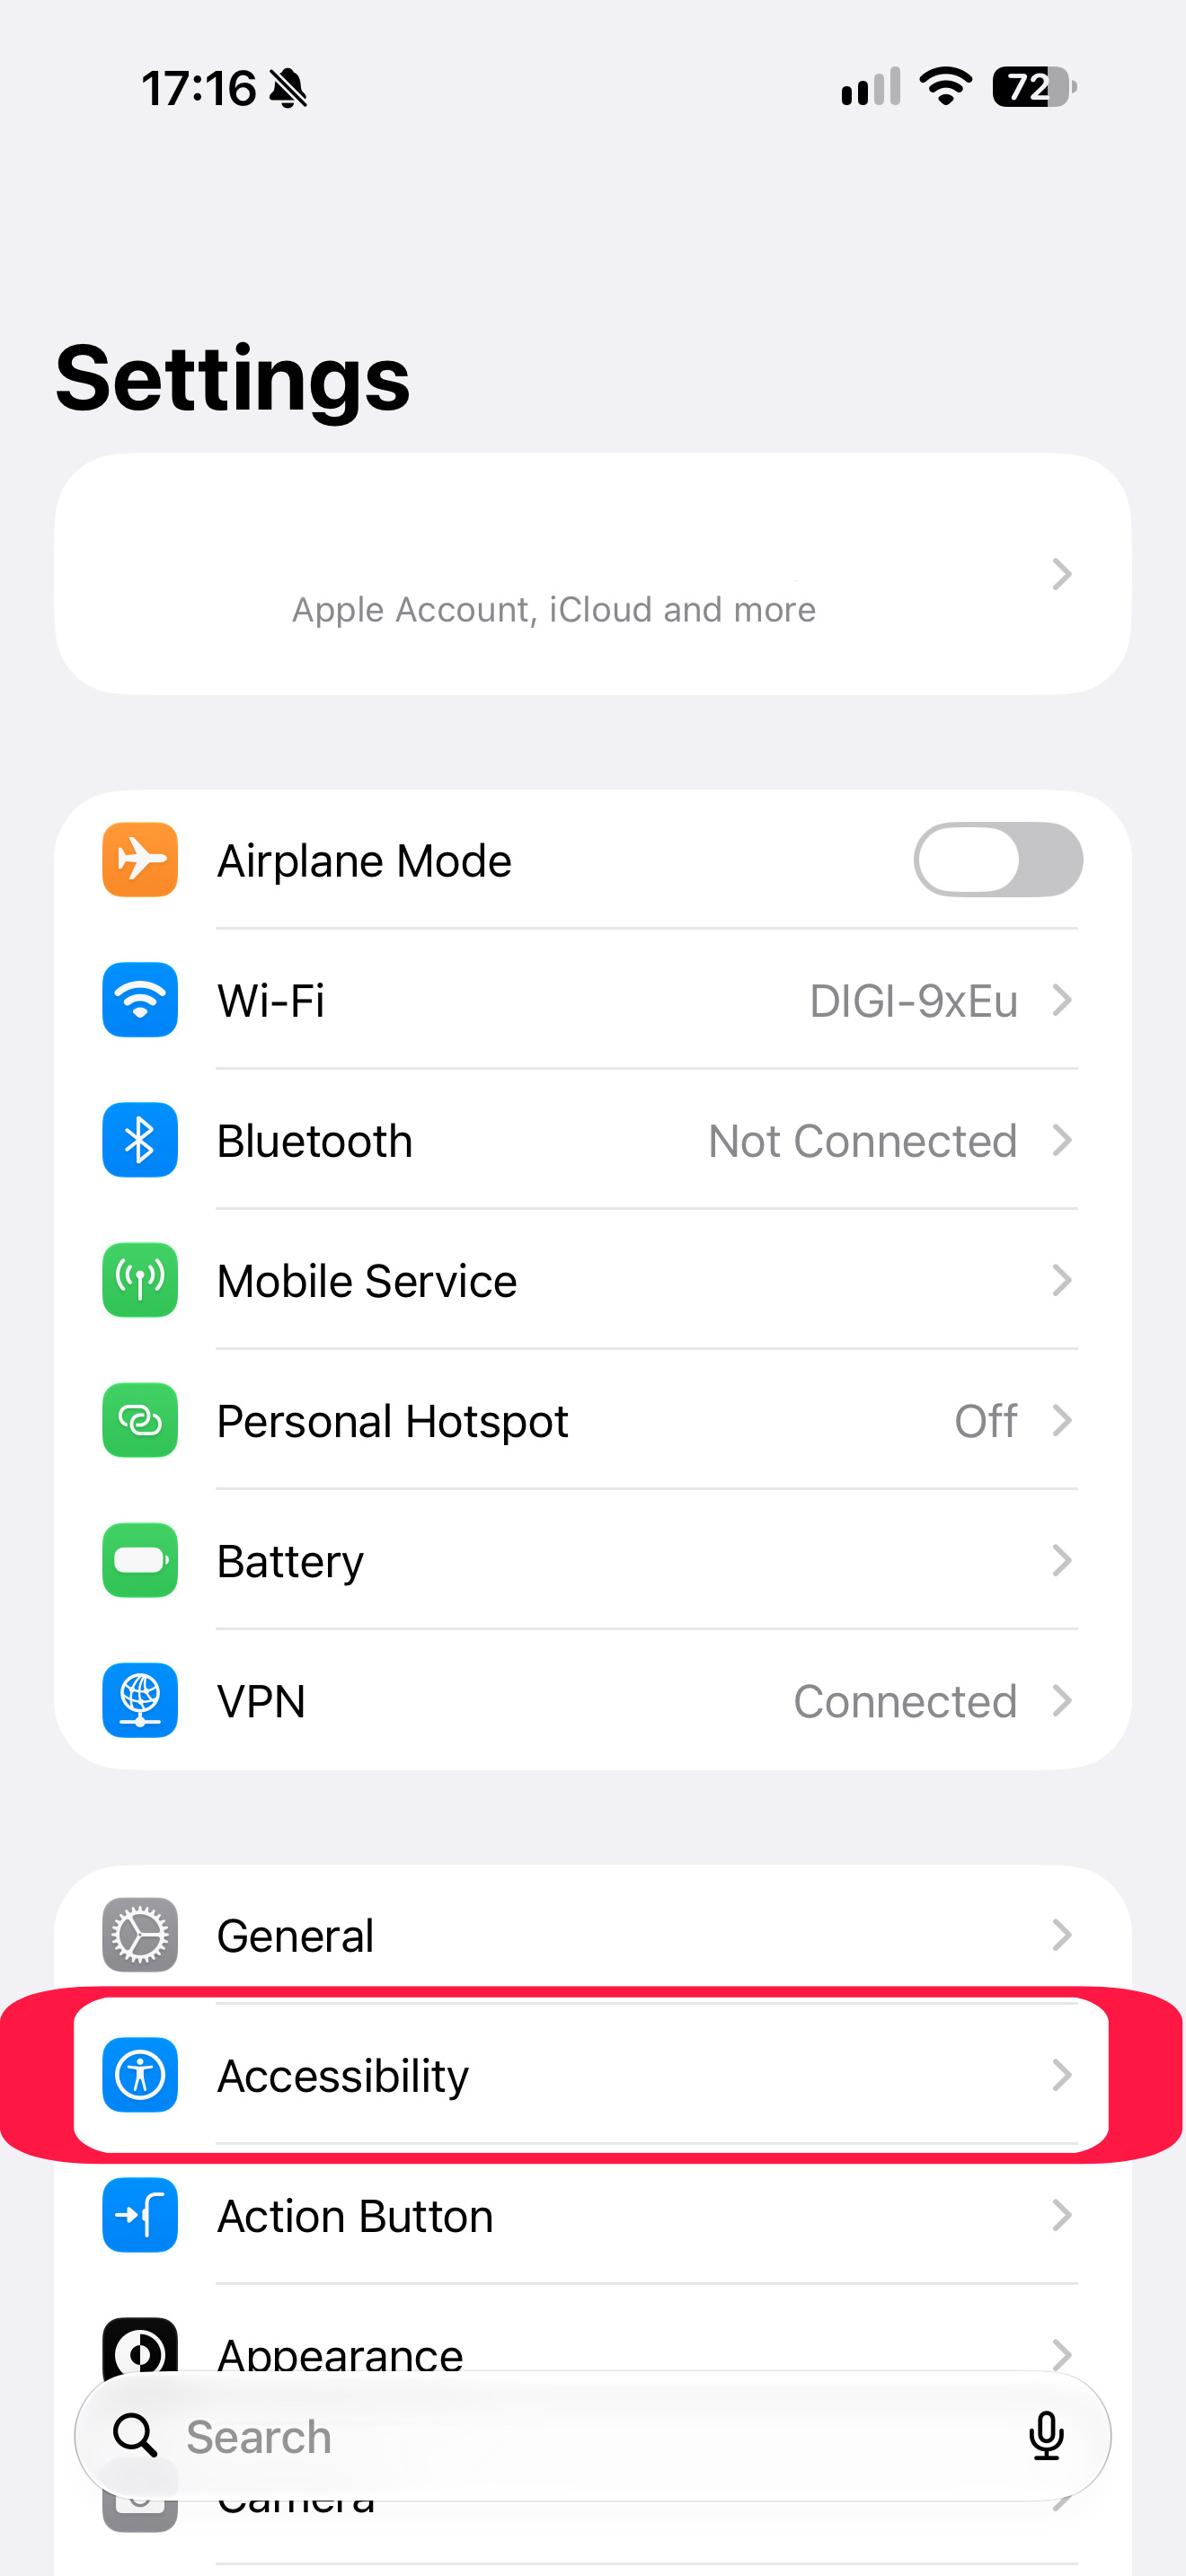 17:16
72
Settings
Apple Account, iCloud and more
Airplane Mode
Wi-Fi DIGI-9xEu
Bluetooth Not Connected
Mobile Service
Personal Hotspot Off
Battery
VPN Connected
General
Accessibility
Action Button
Appearance
Search
Camera